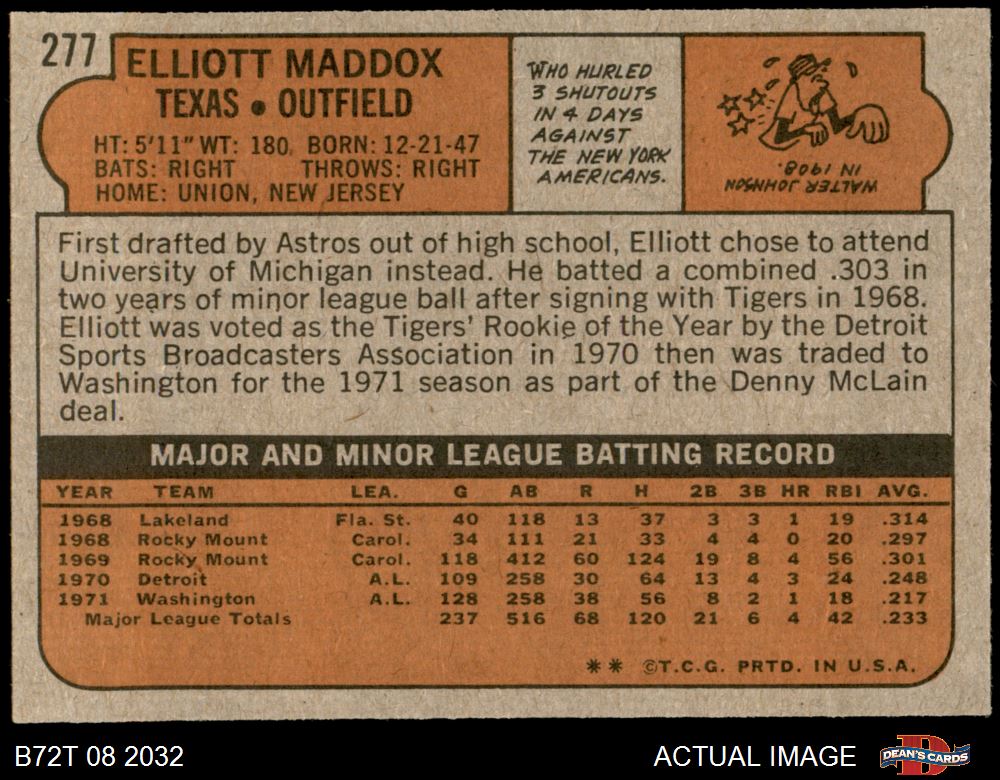 277
ELLIOTT MADDOX
TEXAS • OUTFIELD
HT: 5'11" WT: 180 BORN: 12-21-47
BATS: RIGHT THROWS: RIGHT
HOME: UNION, NEW JERSEY
WHO HURLED
3 SHUTOUTS
IN 4 DAYS
AGAINST
THE NEW YORK
AMERICANS.
WALTER JOHNSON
IN 1908.
First drafted by Astros out of high school, Elliott chose to attend
University of Michigan instead. He batted a combined .303 in
two years of minor league ball after signing with Tigers in 1968.
Elliott was voted as the Tigers' Rookie of the Year by the Detroit
Sports Broadcasters Association in 1970 then was traded to
Washington for the 1971 season as part of the Denny McLain
deal.
MAJOR AND MINOR LEAGUE BATTING RECORD
YEAR TEAM LEA. G AB R H 2B 3B HR RBI AVG.
1968 Lakeland Fla. St. 40 118 13 37 3 3 1 19 .314
1968 Rocky Mount Carol. 34 111 21 33 4 4 0 20 .297
1969 Rocky Mount Carol. 118 412 60 124 19 8 4 56 .301
1970 Detroit A.L. 109 258 30 64 13 4 3 24 .248
1971 Washington A.L. 128 258 38 56 8 2 1 18 .217
Major League Totals 237 516 68 120 21 6 4 42 .233
** ©T.C.G. PRTD. IN U.S.A.
B72T 08 2032 ACTUAL IMAGE DEAN'S CARDS